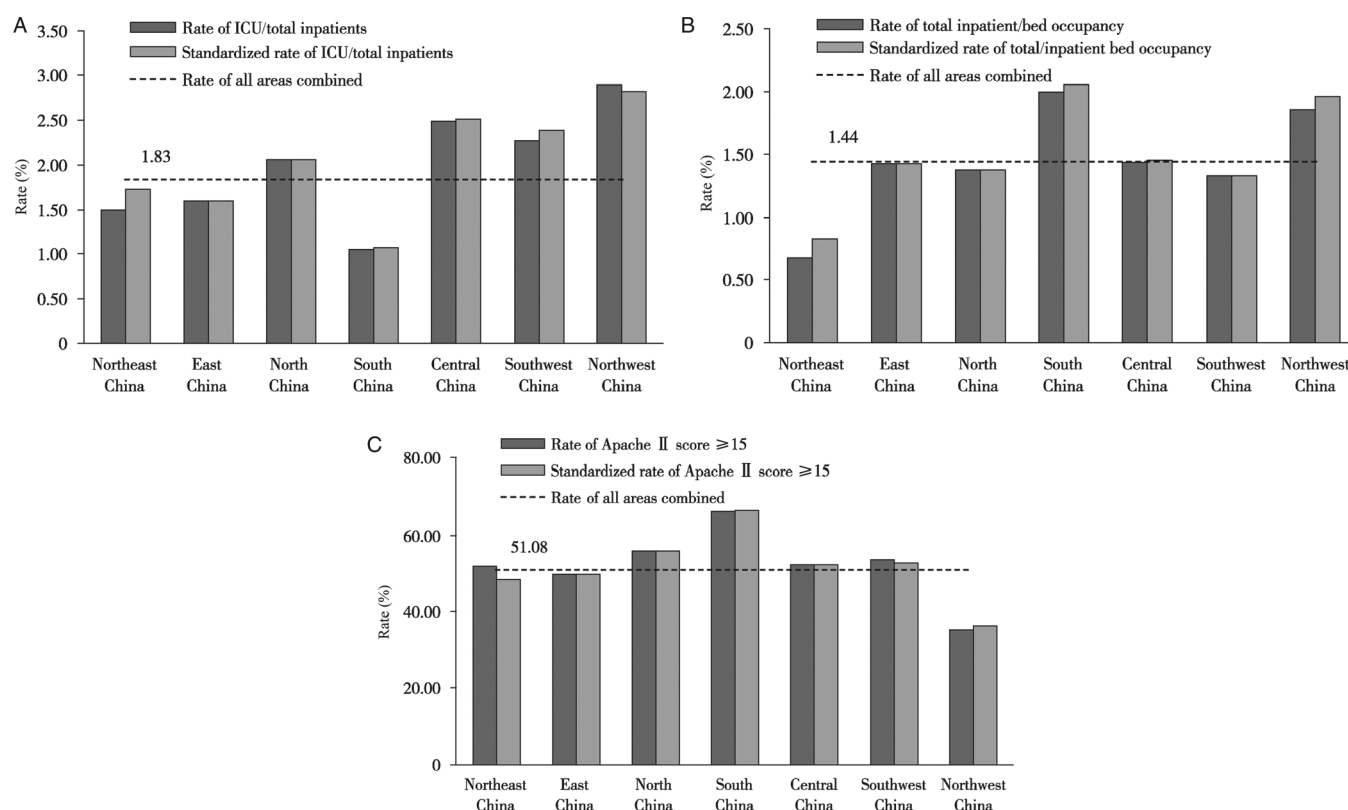 A
Rate of ICU/total inpatients
Standardized rate of ICU/total inpatients
Rate of all areas combined
3.50
3.00
2.50
2.00
1.50
1.00
0.50
0
Rate (%)
1.83
Northeast China
East China
North China
South China
Central China
Southwest China
Northwest China
B
Rate of total inpatient/bed occupancy
Standardized rate of total/inpatient bed occupancy
Rate of all areas combined
2.50
2.00
1.50
1.00
0.50
0
Rate (%)
1.44
Northeast China
East China
North China
South China
Central China
Southwest China
Northwest China
C
Rate of Apache Ⅱ score ≥15
Standardized rate of Apache Ⅱ score ≥15
Rate of all areas combined
80.00
60.00
40.00
20.00
0
Rate (%)
51.08
Northeast China
East China
North China
South China
Central China
Southwest China
Northwest China